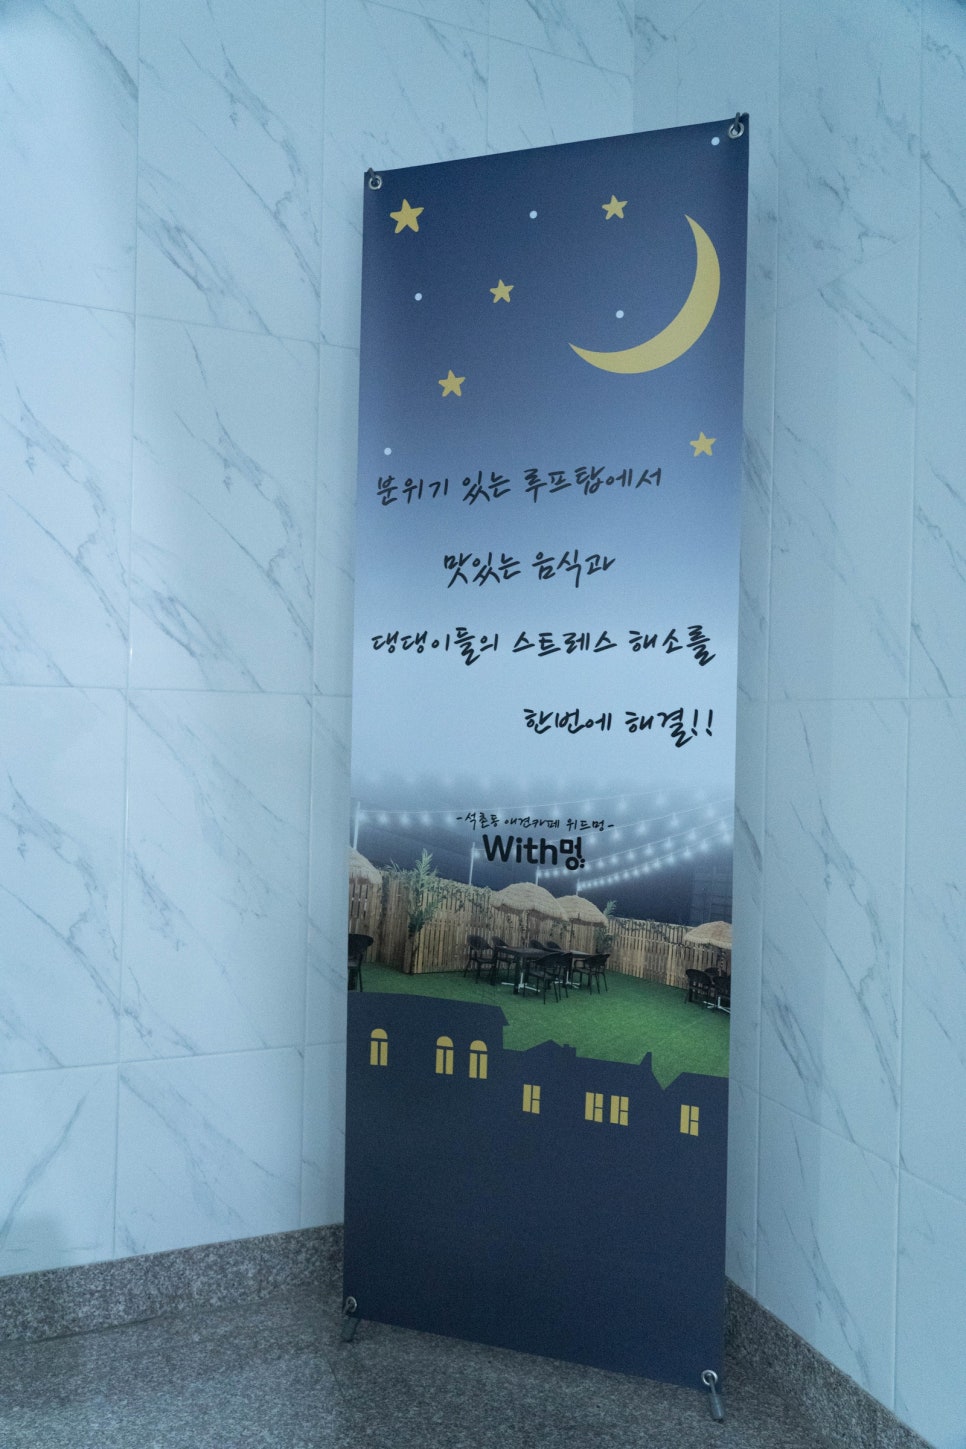 분위기 있는 루프탑에서
맛있는 음식과
댕댕이들의 스트레스 해소를
한번에 해결!!
-석촌동 애견카페 위드멍-
With멍